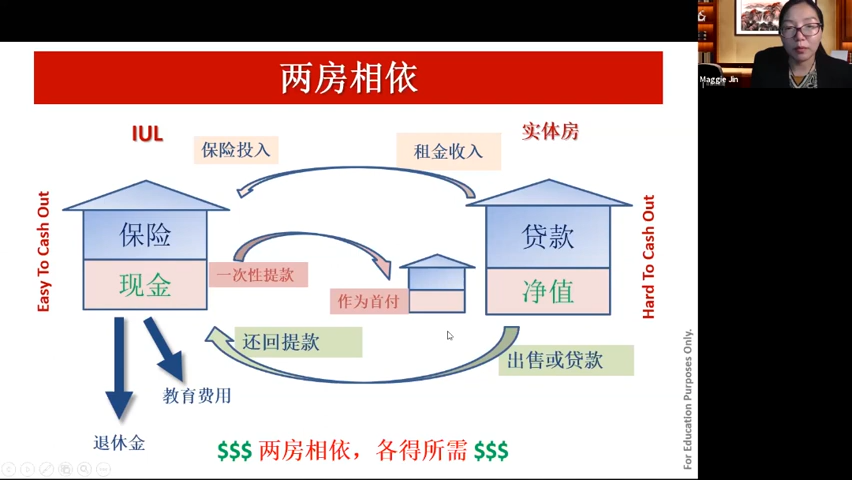 两房相依
Maggie Jin
IUL
实体房
保险投入
租金收入
Easy To Cash Out
保险
现金
一次性提款
作为首付
贷款
净值
Hard To Cash Out
还回提款
出售或贷款
教育费用
退休金
$$$ 两房相依，各得所需 $$$
For Education Purposes Only.